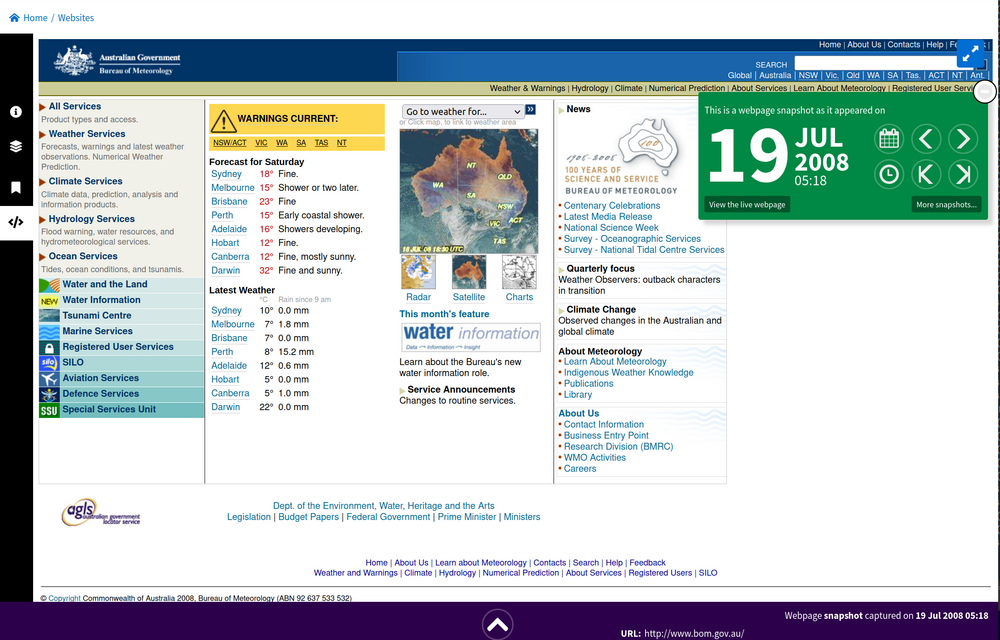 Home / Websites
Australian Government
Bureau of Meteorology
Home | About Us | Contacts | Help |
SEARCH
Global | Australia | NSW | Vic. | Qld | WA | SA | Tas. | ACT | NT | Ant.
Weather & Warnings | Hydrology | Climate | Numerical Prediction | About Services | Learn About Meteorology | Registered User
All Services
Product types and access.
Weather Services
Forecasts, warnings and latest weather
observations. Numerical Weather
Prediction.
Climate Services
Climate data, prediction, analysis and
information products.
Hydrology Services
Flood warning, water resources, and
hydrometeorological services.
Ocean Services
Tides, ocean conditions, and tsunamis.
Water and the Land
NEW Water Information
Tsunami Centre
Marine Services
Registered User Services
silo SILO
Aviation Services
Defence Services
SSU Special Services Unit
WARNINGS CURRENT:
NSW/ACT VIC WA SA TAS NT
Forecast for Saturday
Sydney 18° Fine.
Melbourne 15° Shower or two later.
Brisbane 23° Fine
Perth 15° Early coastal shower.
Adelaide 16° Showers developing.
Hobart 12° Fine.
Canberra 12° Fine, mostly sunny.
Darwin 32° Fine and sunny.
Latest Weather
°C Rain since 9 am
Sydney 10° 0.0 mm
Melbourne 7° 1.8 mm
Brisbane 7° 0.0 mm
Perth 8° 15.2 mm
Adelaide 12° 0.6 mm
Hobart 5° 0.0 mm
Canberra 5° 1.0 mm
Darwin 22° 0.0 mm
Go to weather for...
or Click map, to link to weather area
NT
QLD
WA
SA
NSW
ACT
VIC
TAS
Radar Satellite Charts
This month's feature
water information
Data Information Insight
Learn about the Bureau's new
water information role.
Service Announcements
Changes to routine services.
News
100
1905-2005
100 YEARS OF
SCIENCE & SERVICE
BUREAU OF METEOROLOGY
• Centenary Celebrations
• Latest Media Release
• National Science Week
• Survey - Oceanographic Services
• Survey - National Tidal Centre Services
Quarterly focus
Weather Observers: outback characters
in transition
Climate Change
Observed changes in the Australian and
global climate
About Meteorology
• Learn About Meteorology
• Indigenous Weather Knowledge
• Publications
• Library
About Us
• Contact Information
• Business Entry Point
• Research Division (BMRC)
• WMO Activities
• Careers
This is a webpage snapshot as it appeared on
19 JUL
2008
05:18
View the live webpage
More snapshots...
agls
australian government
locator service
Dept. of the Environment, Water, Heritage and the Arts
Legislation | Budget Papers | Federal Government | Prime Minister | Ministers
Home | About Us | Learn about Meteorology | Contacts | Search | Help | Feedback
Weather and Warnings | Climate | Hydrology | Numerical Prediction | About Services | Registered Users | SILO
© Copyright Commonwealth of Australia 2008, Bureau of Meteorology (ABN 92 637 533 532)
Webpage snapshot captured on 19 Jul 2008 05:18
URL: http://www.bom.gov.au/